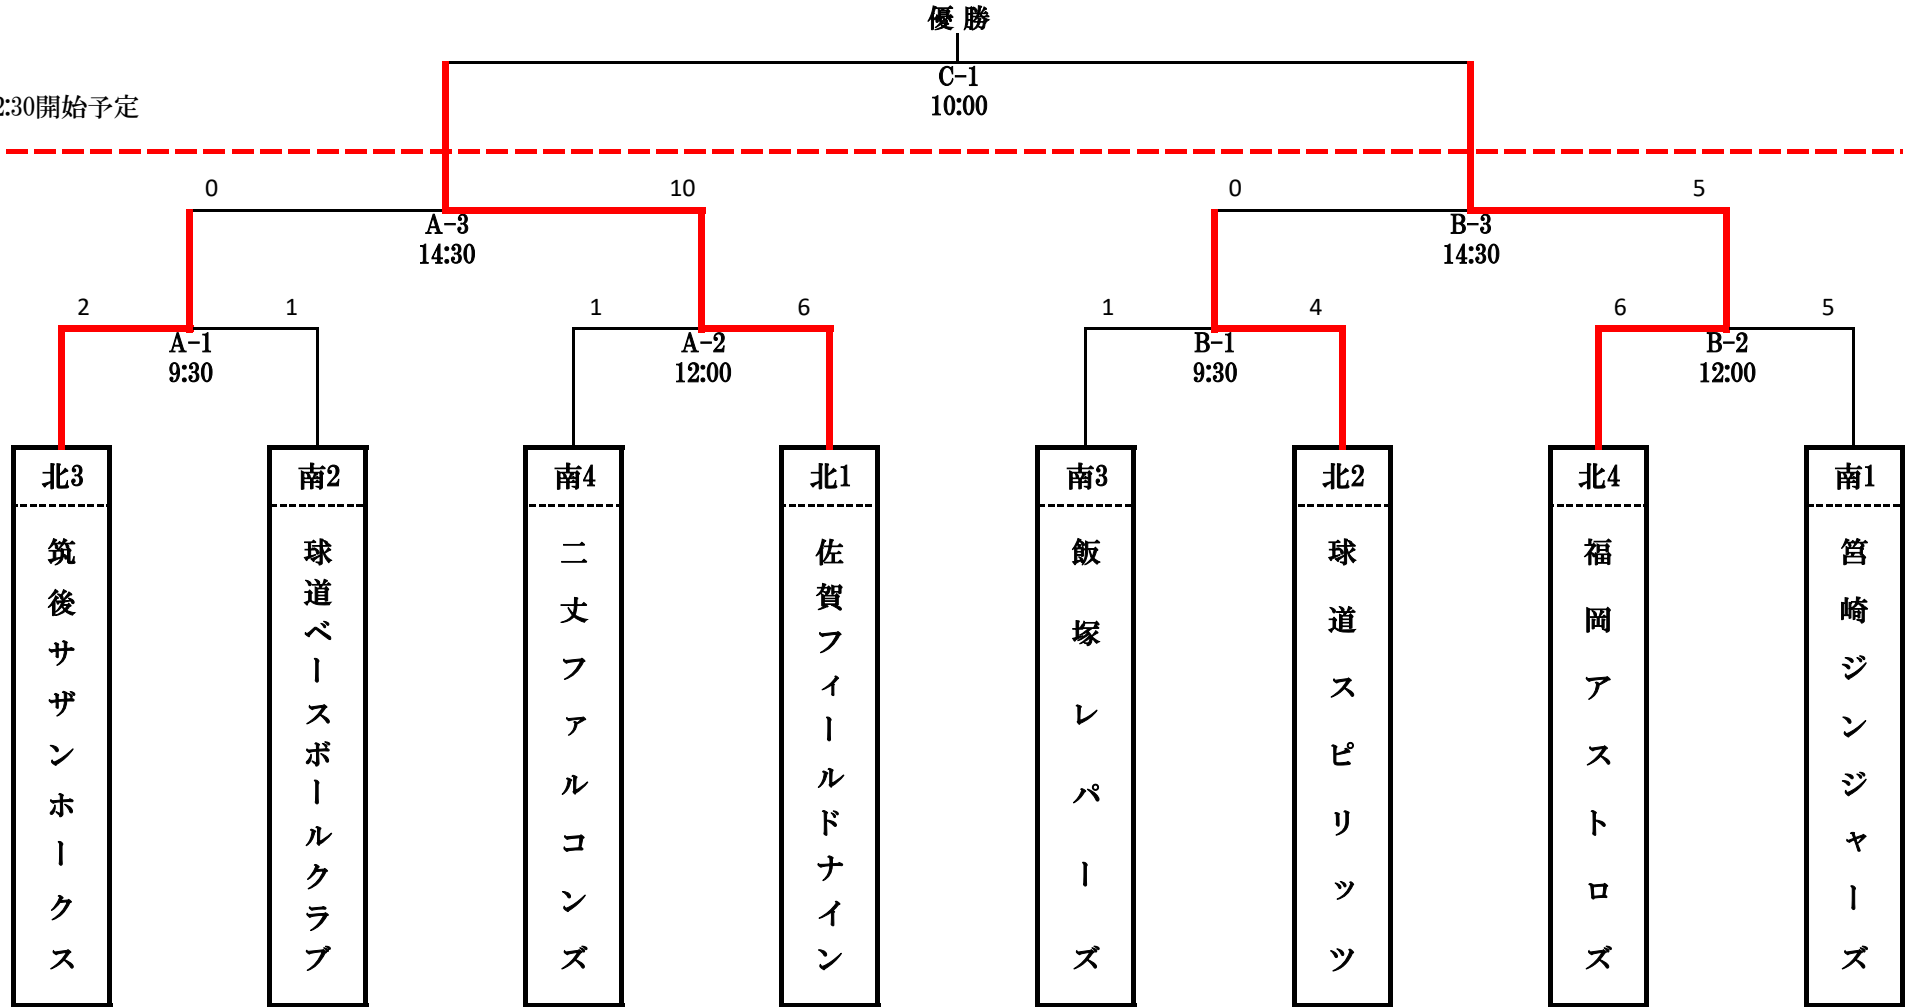 優 勝
C-1
10:00
2:30開始予定
0
10
0
5
A-3
14:30
B-3
14:30
2
1
1
6
1
4
6
5
A-1
9:30
A-2
12:00
B-1
9:30
B-2
12:00
北3
南2
南4
北1
南3
北2
北4
南1
筑後サザンホークス
球道ベースボールクラブ
二丈ファルコンズ
佐賀フィールドナイン
飯塚レパーズ
球道スピリッツ
福岡アストロズ
筥崎ジンジャーズ